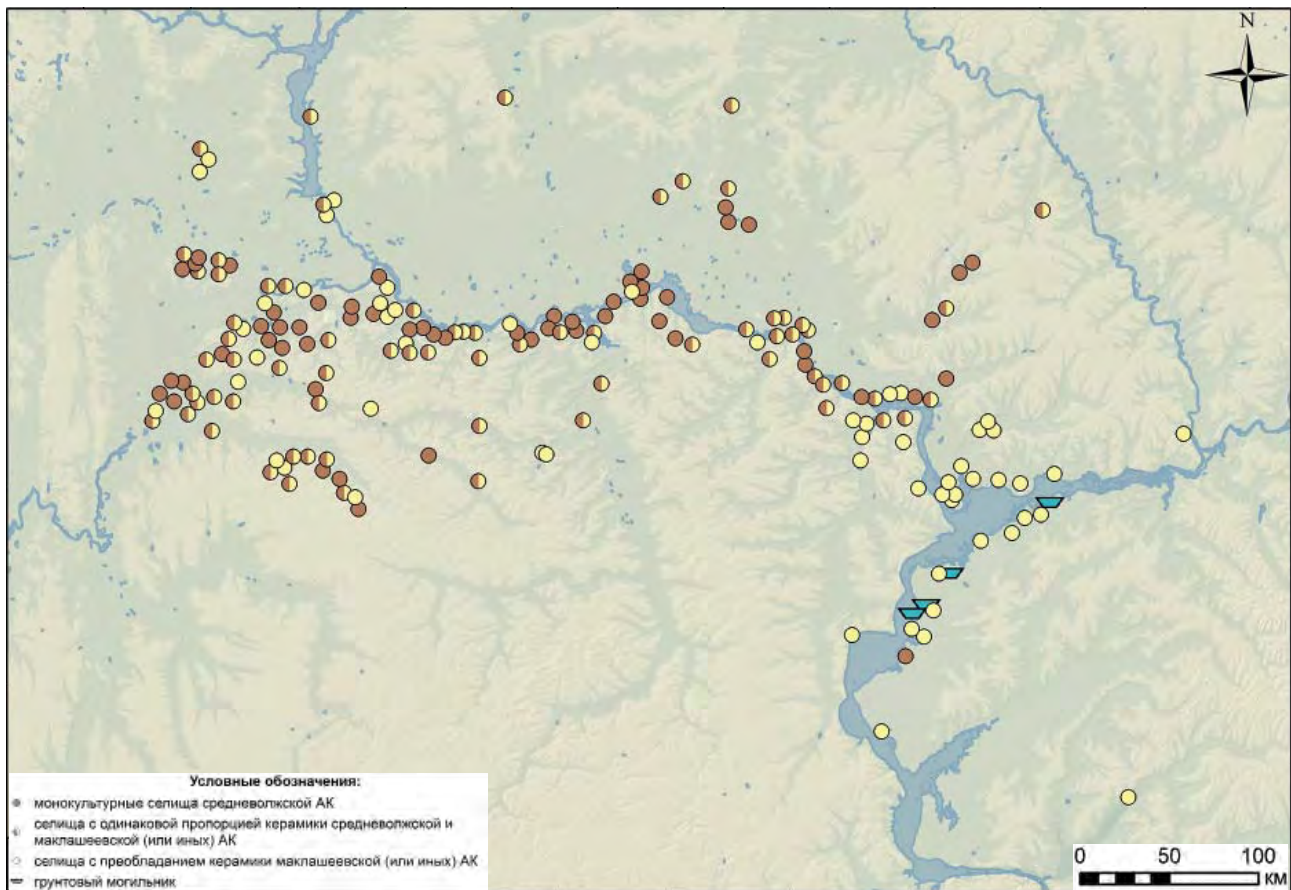 N
Условные обозначения:
монокультурные селища средневолжской АК
селища с одинаковой пропорцией керамики средневолжской и
маклашеевской (или иных) АК
селища с преобладанием керамики маклашеевской (или иных) АК
грунтовый могильник
0 50 100
КМ